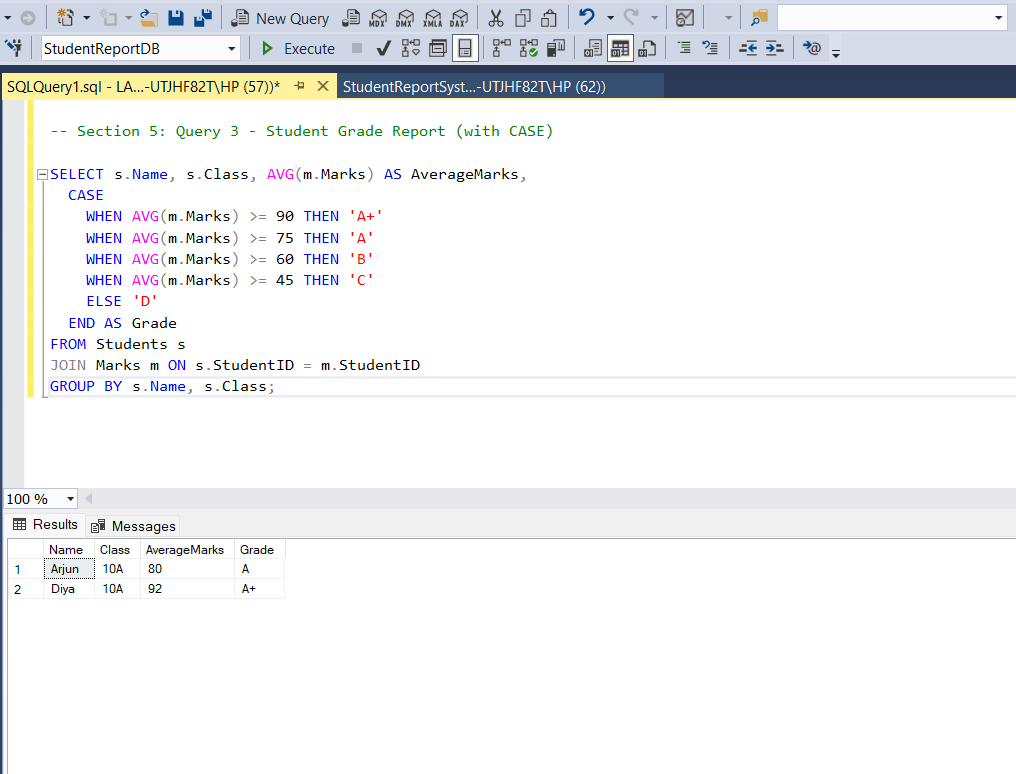 New Query MDX DMX XMLA DAX
StudentReportDB Execute
SQLQuery1.sql - LA...-UTJHF82T\HP (57))* StudentReportSyst...-UTJHF82T\HP (62))
-- Section 5: Query 3 - Student Grade Report (with CASE)
SELECT s.Name, s.Class, AVG(m.Marks) AS AverageMarks,
CASE
WHEN AVG(m.Marks) >= 90 THEN 'A+'
WHEN AVG(m.Marks) >= 75 THEN 'A'
WHEN AVG(m.Marks) >= 60 THEN 'B'
WHEN AVG(m.Marks) >= 45 THEN 'C'
ELSE 'D'
END AS Grade
FROM Students s
JOIN Marks m ON s.StudentID = m.StudentID
GROUP BY s.Name, s.Class;
100 %
Results Messages
Name Class AverageMarks Grade
1 Arjun 10A 80 A
2 Diya 10A 92 A+